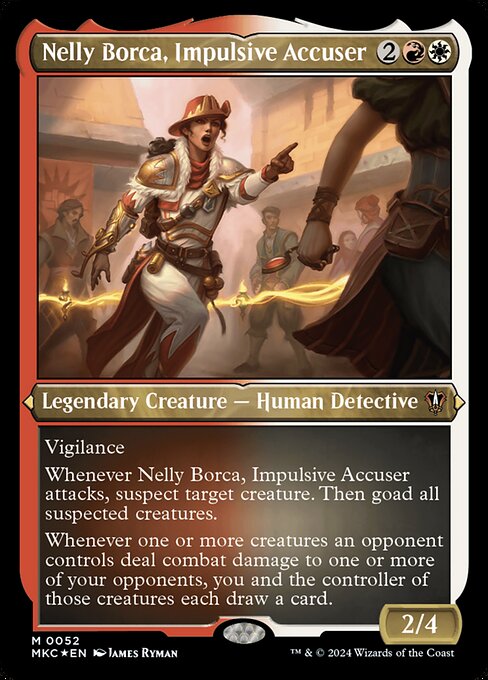 Nelly Borca, Impulsive Accuser 2
Legendary Creature — Human Detective
Vigilance
Whenever Nelly Borca, Impulsive Accuser
attacks, suspect target creature. Then goad all
suspected creatures.
Whenever one or more creatures an opponent
controls deal combat damage to one or more
of your opponents, you and the controller of
those creatures each draw a card.
2/4
M 0052
MKC★EN JAMES RYMAN
™ & © 2024 Wizards of the Coast